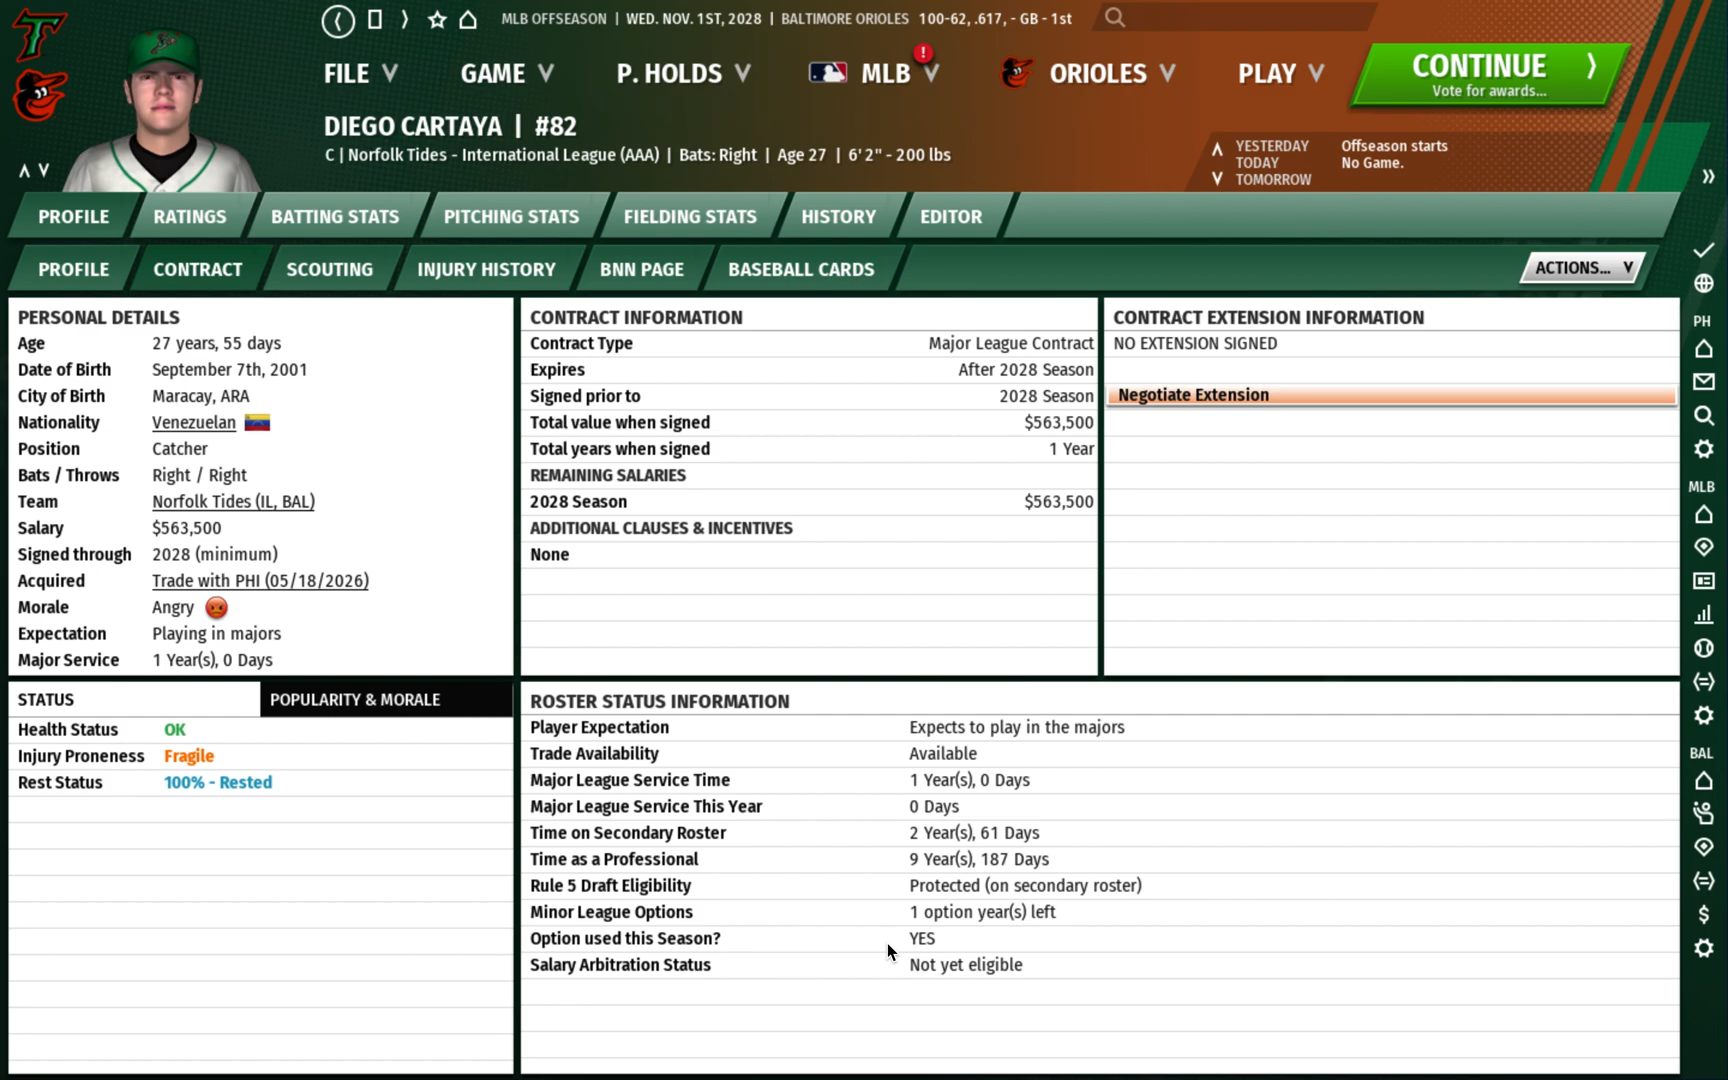 MLB OFFSEASON | WED. NOV. 1ST, 2028 | BALTIMORE ORIOLES 100-62, .617, - GB - 1st
FILE GAME P. HOLDS MLB ! ORIOLES PLAY
CONTINUE
Vote for awards...
DIEGO CARTAYA | #82
C | Norfolk Tides - International League (AAA) | Bats: Right | Age 27 | 6' 2" - 200 lbs
YESTERDAY Offseason starts
TODAY No Game.
TOMORROW
PROFILE RATINGS BATTING STATS PITCHING STATS FIELDING STATS HISTORY EDITOR
PROFILE CONTRACT SCOUTING INJURY HISTORY BNN PAGE BASEBALL CARDS
ACTIONS...
PERSONAL DETAILS
Age 27 years, 55 days
Date of Birth September 7th, 2001
City of Birth Maracay, ARA
Nationality Venezuelan
Position Catcher
Bats / Throws Right / Right
Team Norfolk Tides (IL, BAL)
Salary $563,500
Signed through 2028 (minimum)
Acquired Trade with PHI (05/18/2026)
Morale Angry
Expectation Playing in majors
Major Service 1 Year(s), 0 Days
CONTRACT INFORMATION
Contract Type Major League Contract
Expires After 2028 Season
Signed prior to 2028 Season
Total value when signed $563,500
Total years when signed 1 Year
REMAINING SALARIES
2028 Season $563,500
ADDITIONAL CLAUSES & INCENTIVES
None
CONTRACT EXTENSION INFORMATION
NO EXTENSION SIGNED
Negotiate Extension
STATUS POPULARITY & MORALE
Health Status OK
Injury Proneness Fragile
Rest Status 100% - Rested
ROSTER STATUS INFORMATION
Player Expectation Expects to play in the majors
Trade Availability Available
Major League Service Time 1 Year(s), 0 Days
Major League Service This Year 0 Days
Time on Secondary Roster 2 Year(s), 61 Days
Time as a Professional 9 Year(s), 187 Days
Rule 5 Draft Eligibility Protected (on secondary roster)
Minor League Options 1 option year(s) left
Option used this Season? YES
Salary Arbitration Status Not yet eligible
PH
MLB
BAL
$